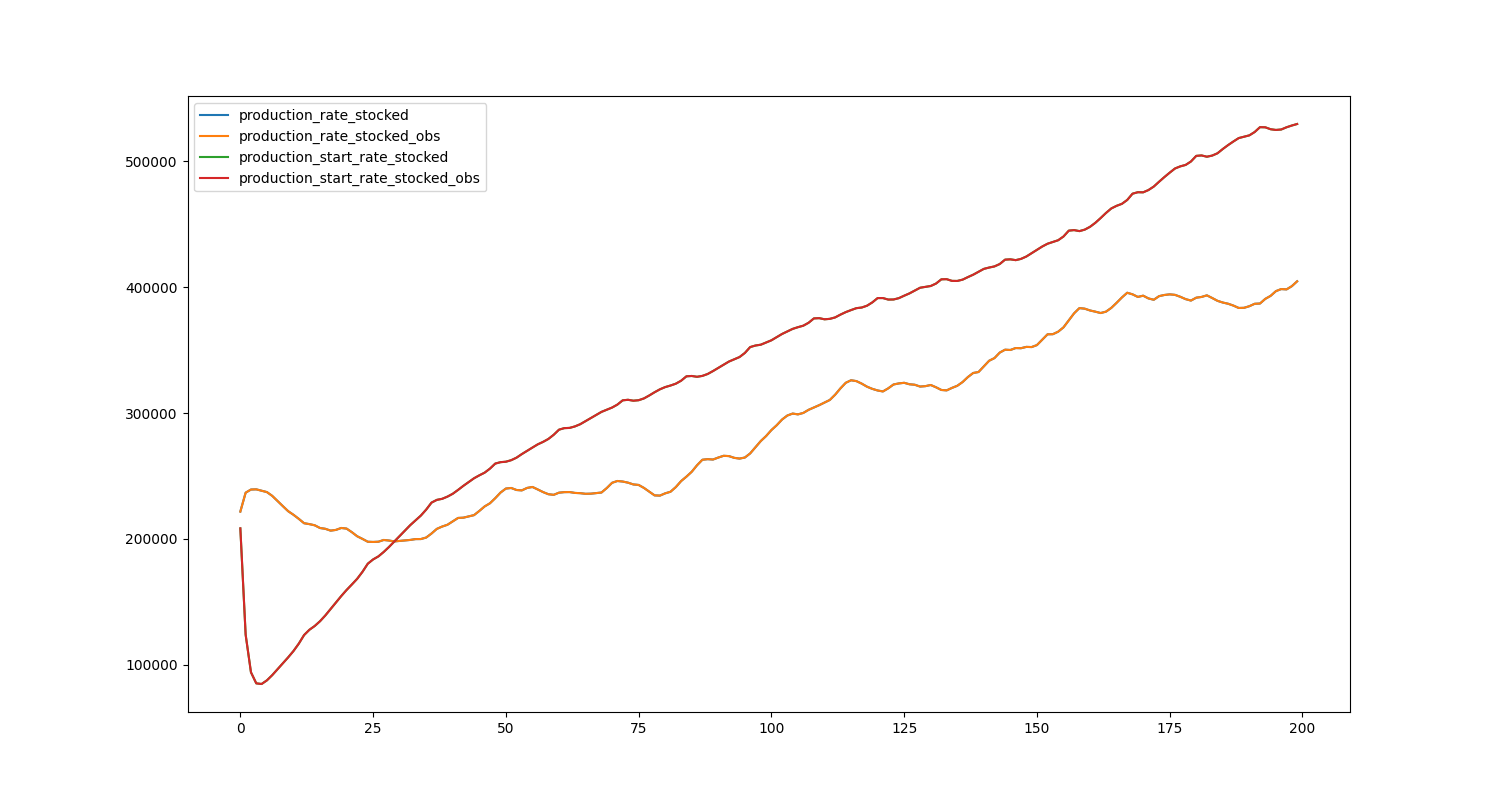 production_rate_stocked
production_rate_stocked_obs
production_start_rate_stocked
production_start_rate_stocked_obs
500000
400000
300000
200000
100000
0 25 50 75 100 125 150 175 200